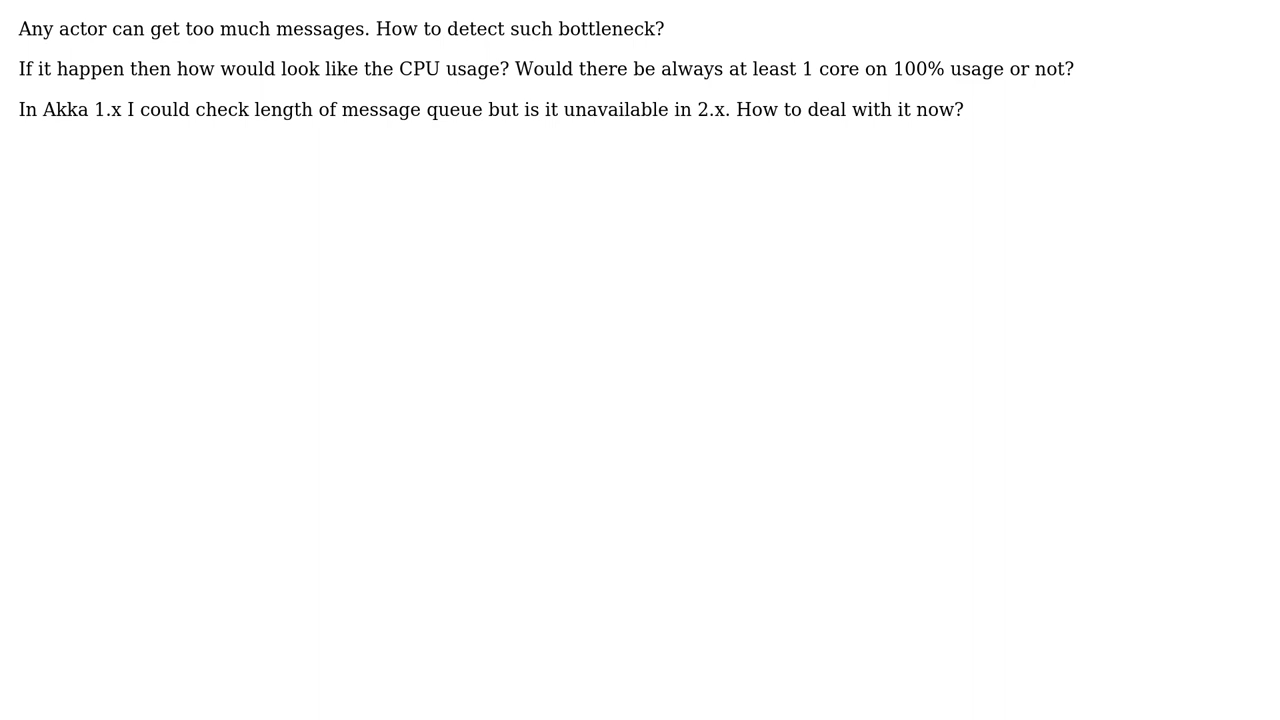 Any actor can get too much messages. How to detect such bottleneck?
If it happen then how would look like the CPU usage? Would there be always at least 1 core on 100% usage or not?
In Akka 1.x I could check length of message queue but is it unavailable in 2.x. How to deal with it now?